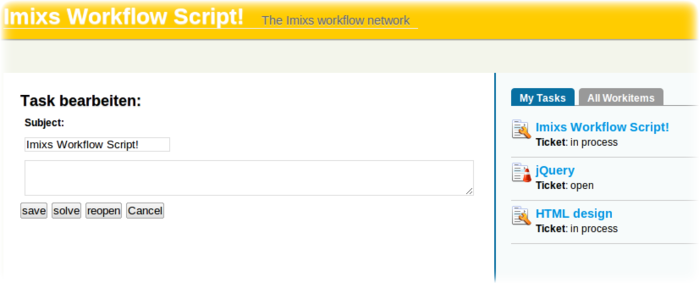 Imixs Workflow Script! The Imixs workflow network
Task bearbeiten:
Subject:
Imixs Workflow Script!
save solve reopen Cancel
My Tasks All Workitems
Imixs Workflow Script!
Ticket: in process
jQuery
Ticket: open
HTML design
Ticket: in process